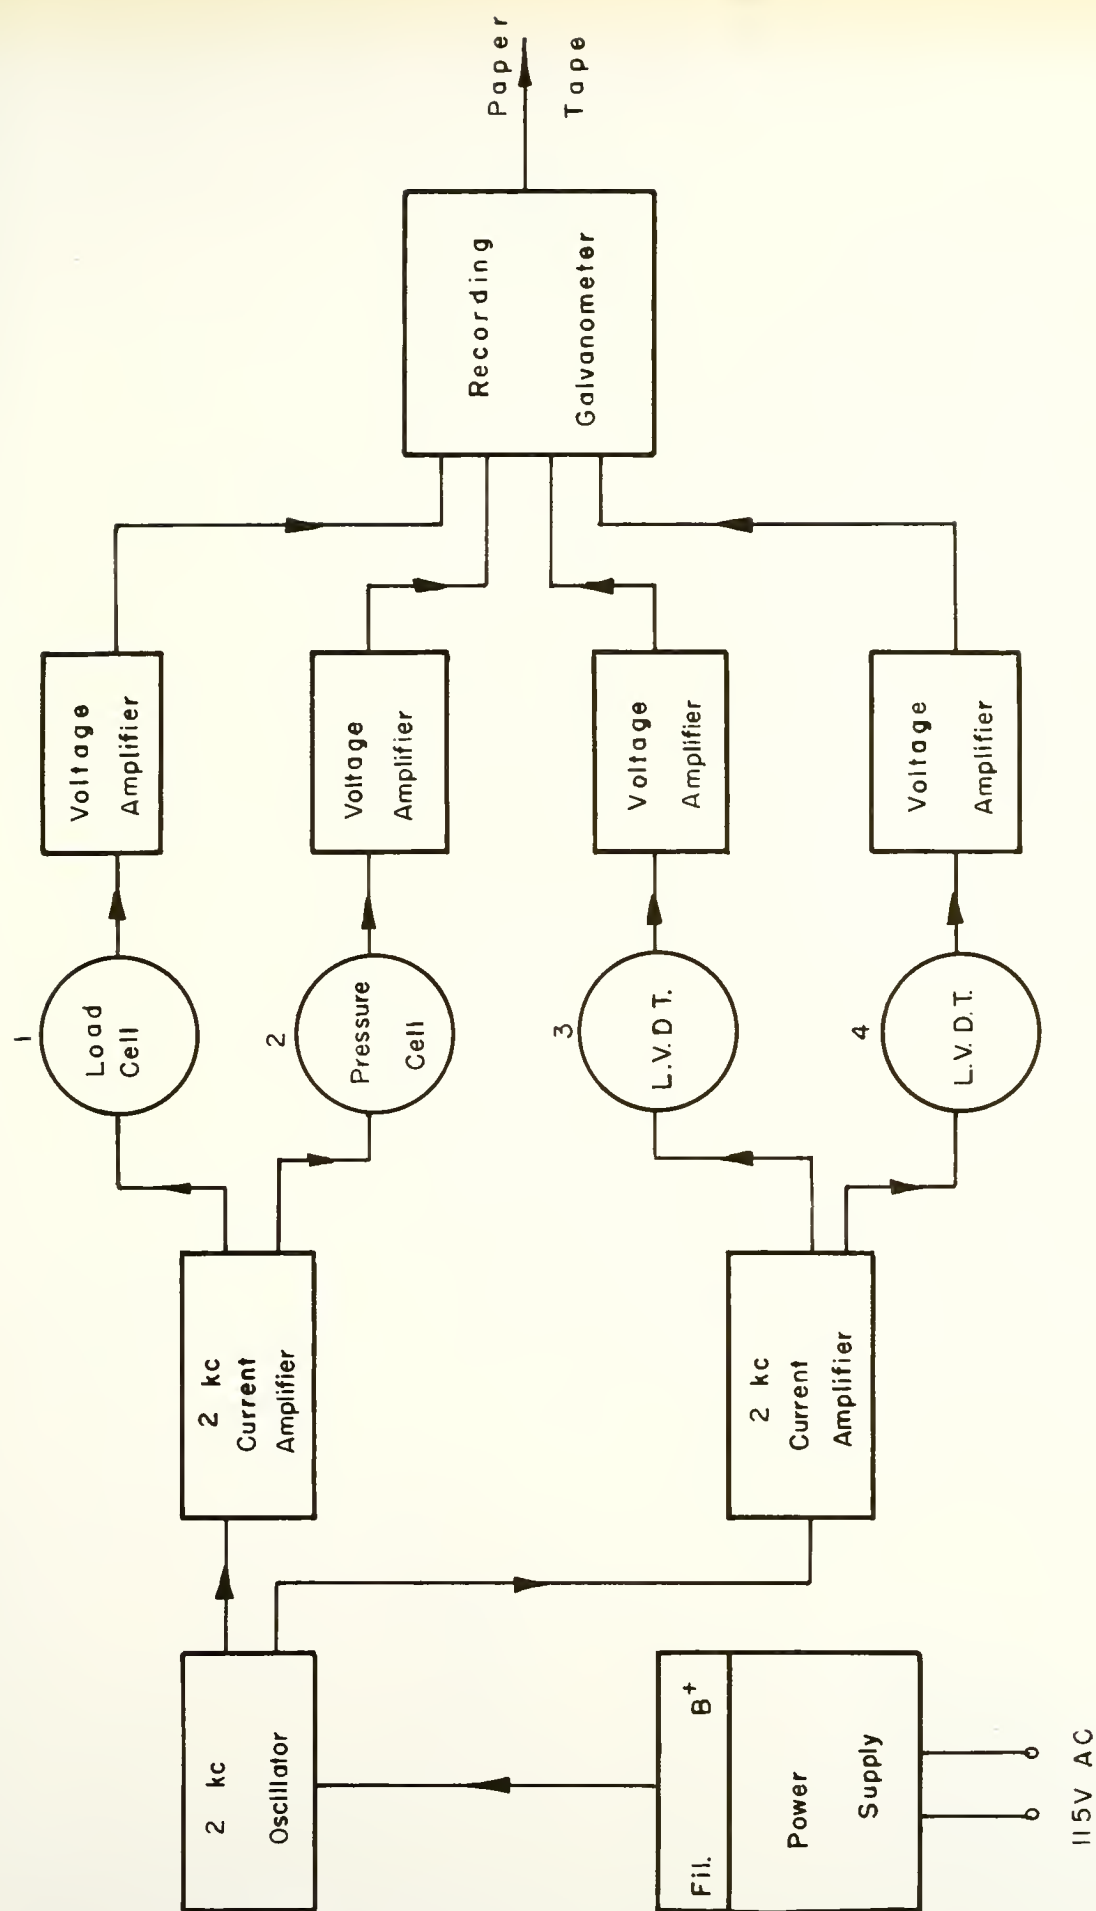 2 kc
Oscillator
Fil. B+
Power
Supply
115V AC
2 kc
Current
Amplifier
2 kc
Current
Amplifier
1
Load
Cell
2
Pressure
Cell
3
L.V.D.T.
4
L.V.D.T.
Voltage
Amplifier
Voltage
Amplifier
Voltage
Amplifier
Voltage
Amplifier
Recording
Galvanometer
Paper
Tape